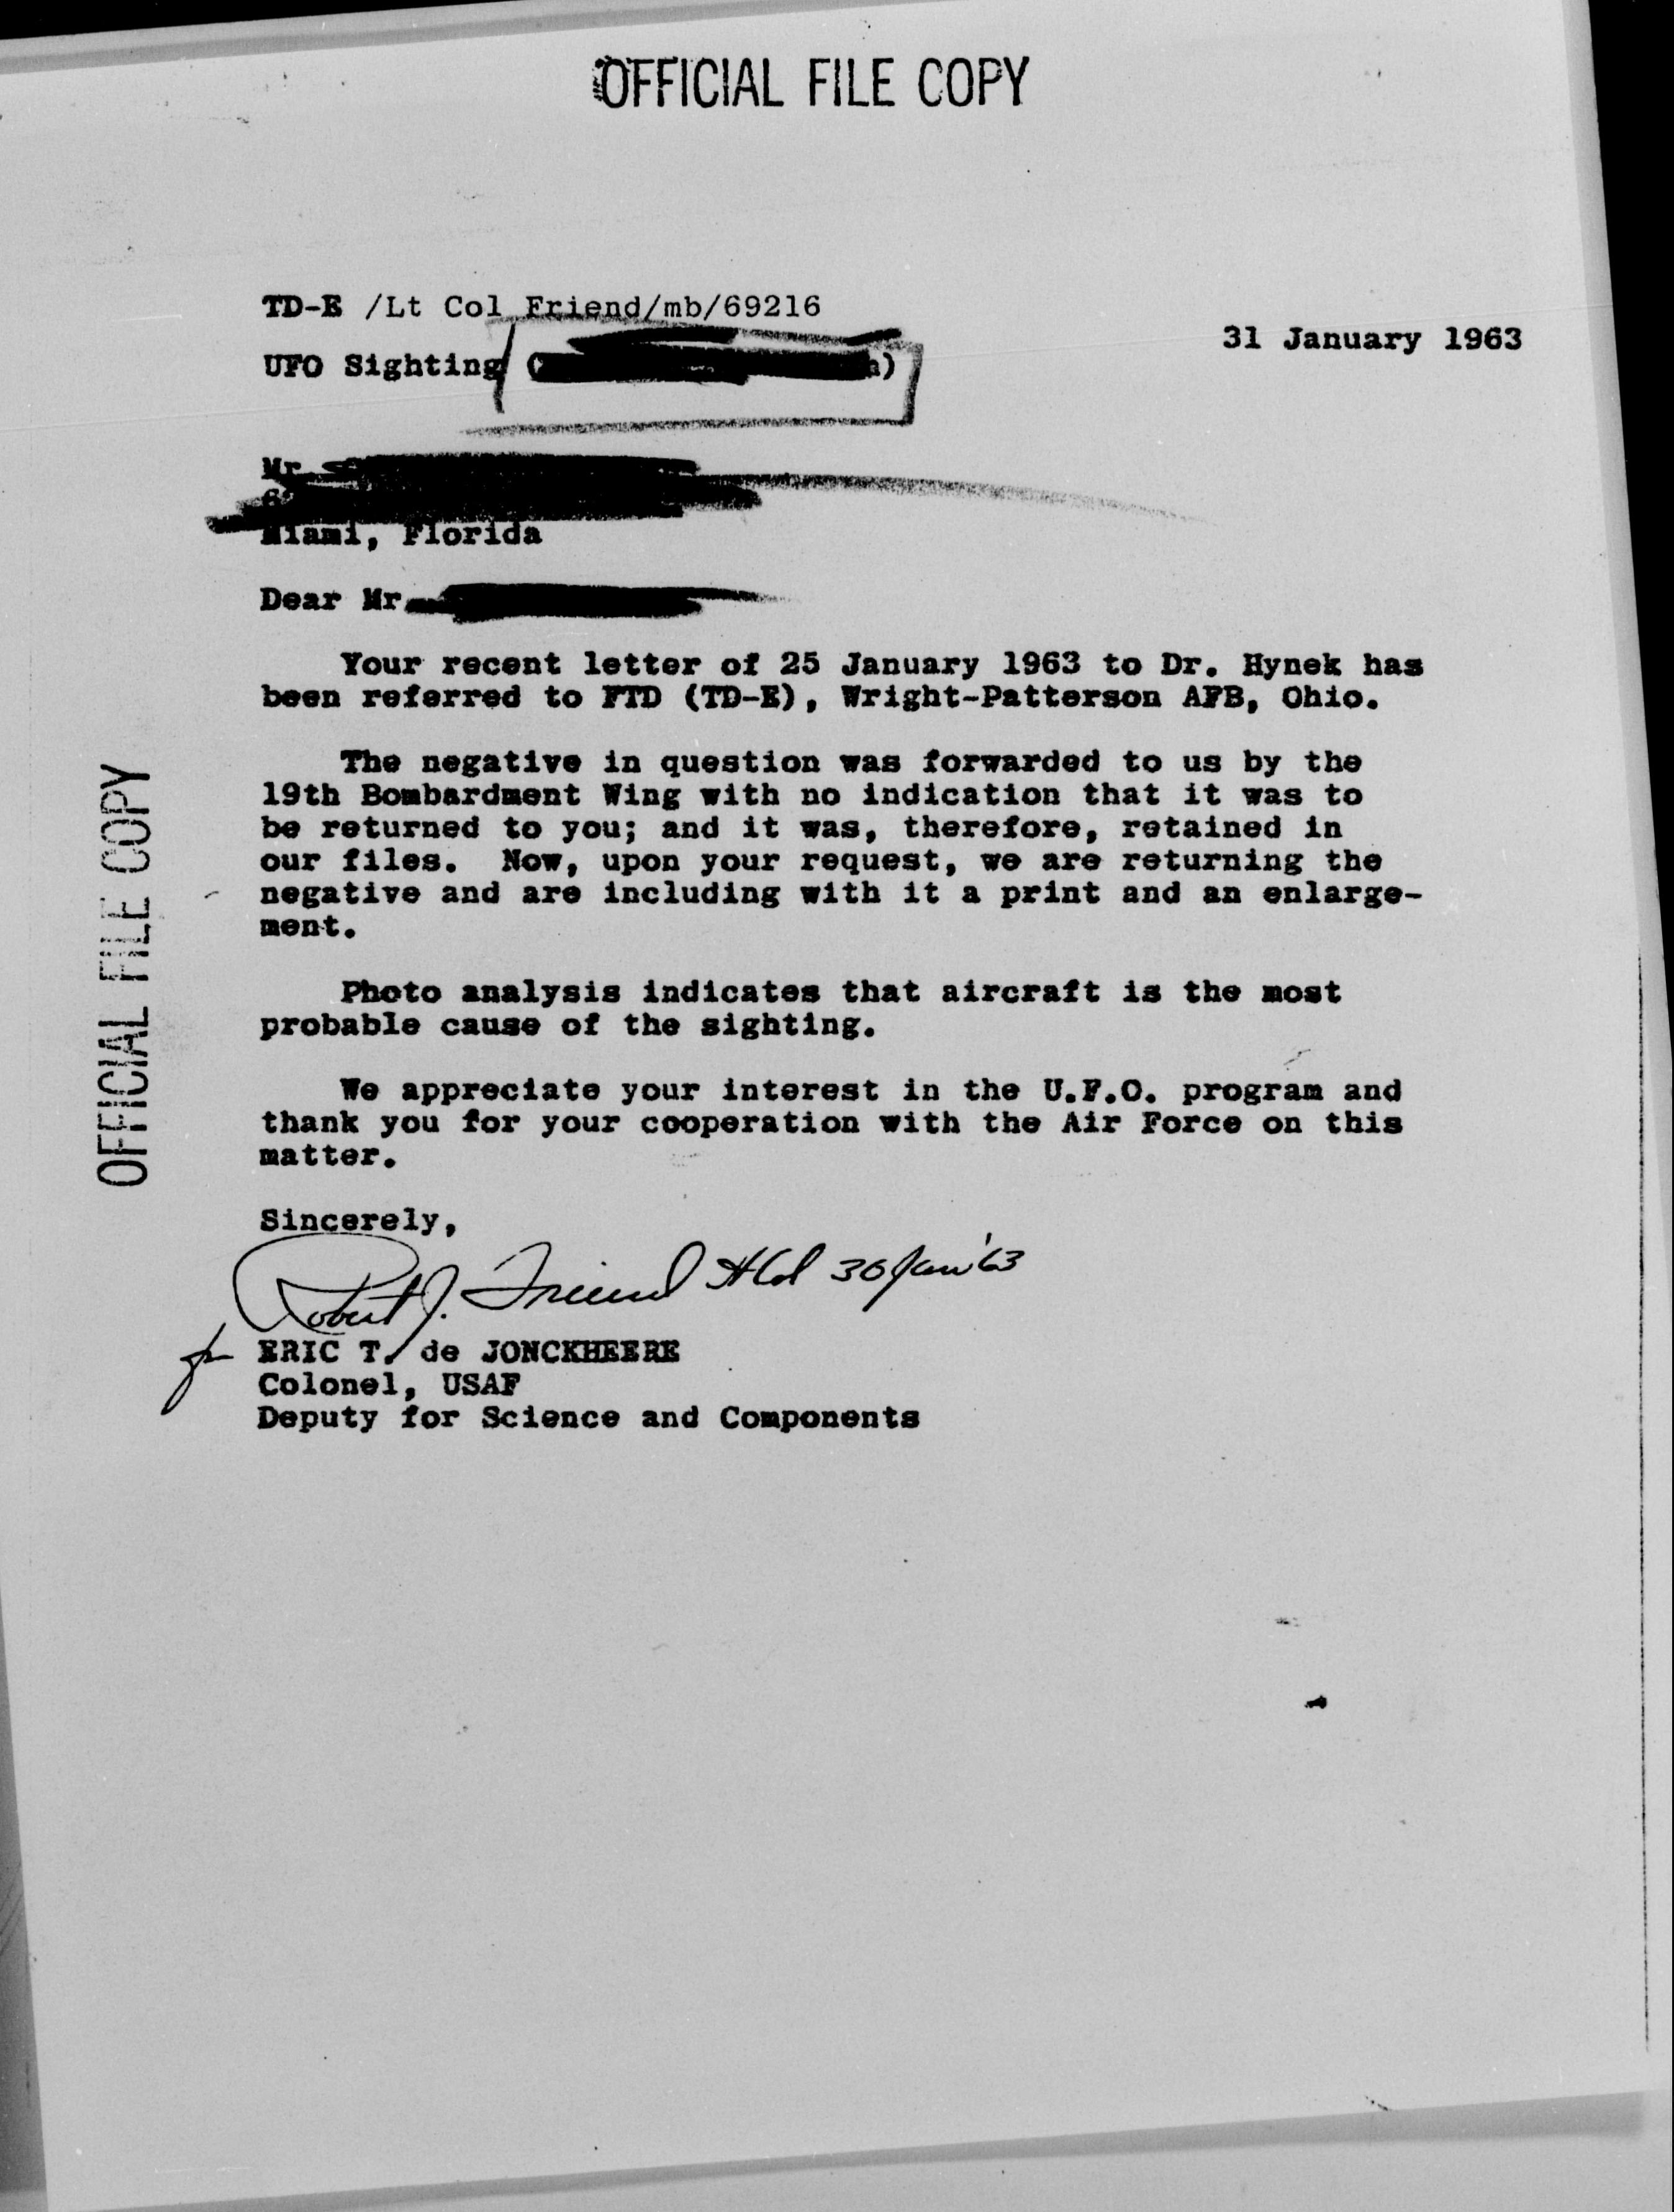 OFFICIAL FILE COPY
TD-E /Lt Col Friend/mb/69216
31 January 1963
UFO Sighting ( )
Mr.
Miami, Florida
Dear Mr.
Your recent letter of 25 January 1963 to Dr. Hynek has
been referred to FTD (TD-E), Wright-Patterson AFB, Ohio.
The negative in question was forwarded to us by the
19th Bombardment Wing with no indication that it was to
be returned to you; and it was, therefore, retained in
our files. Now, upon your request, we are returning the
negative and are including with it a print and an enlarge-
ment.
Photo analysis indicates that aircraft is the most
probable cause of the sighting.
We appreciate your interest in the U.F.O. program and
thank you for your cooperation with the Air Force on this
matter.
Sincerely,
Robert J. Friend Lt Col 30 Jan '63
for ERIC T. de JONCKHEERE
Colonel, USAF
Deputy for Science and Components
OFFICIAL FILE COPY